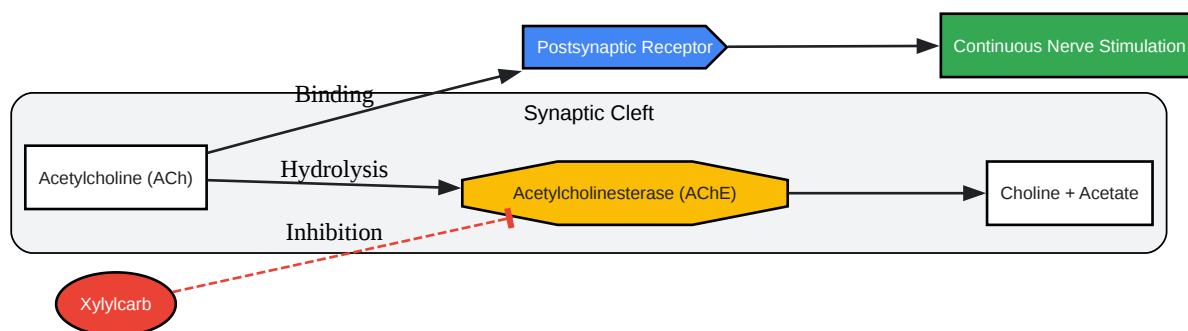 Postsynaptic Receptor
Continuous Nerve Stimulation
Binding
Synaptic Cleft
Acetylcholine (ACh)
Hydrolysis
Acetylcholinesterase (AChE)
Choline + Acetate
Inhibition
Xylylcarb